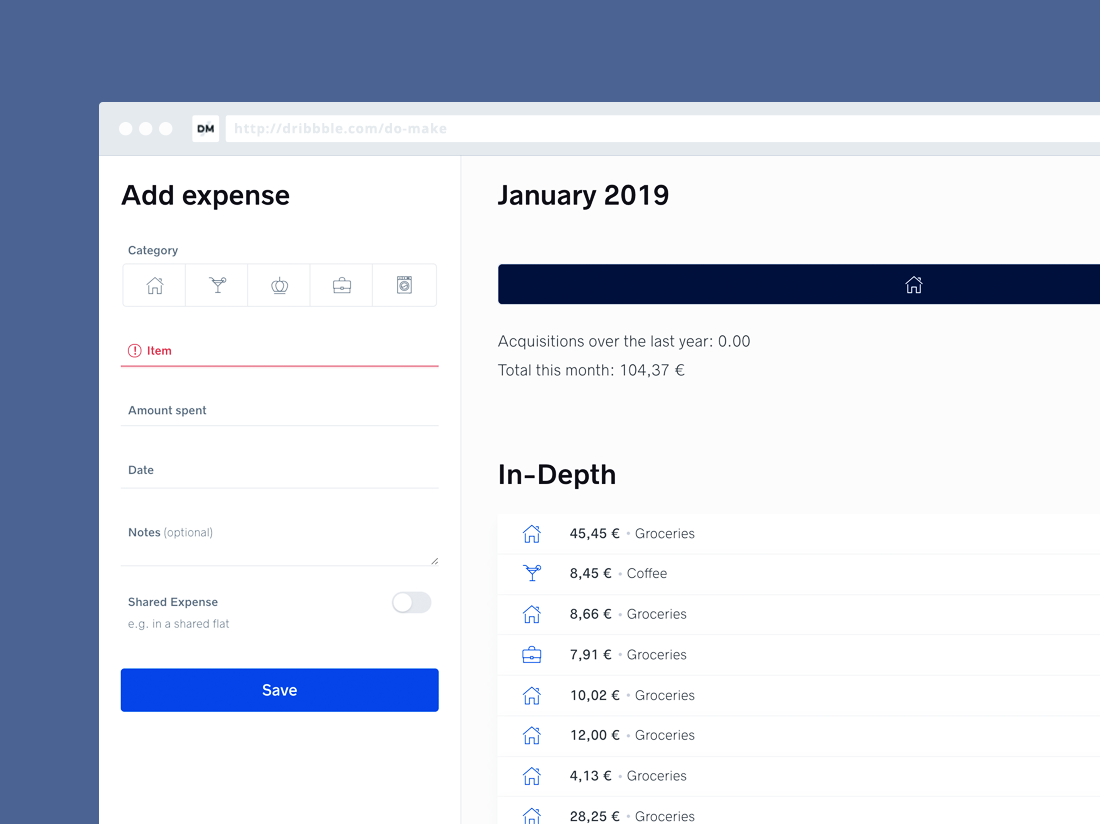 DM
http://dribbble.com/do-make
Add expense
Category
Item
Amount spent
Date
Notes (optional)
Shared Expense
e.g. in a shared flat
Save
January 2019
Acquisitions over the last year: 0.00
Total this month: 104,37 €
In-Depth
45,45 € • Groceries
8,45 € • Coffee
8,66 € • Groceries
7,91 € • Groceries
10,02 € • Groceries
12,00 € • Groceries
4,13 € • Groceries
28,25 € • Groceries